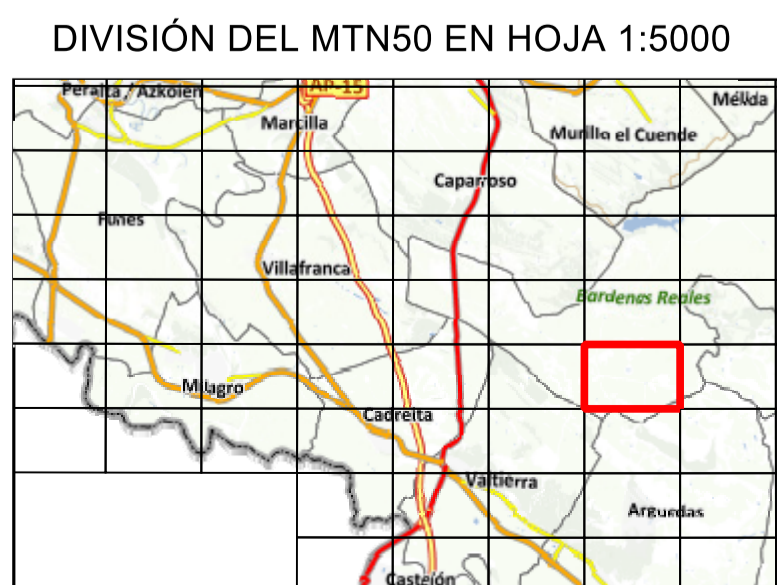 DIVISIÓN DEL MTN50 EN HOJA 1:5000
Peralta / Azkoien
AP-15
Mélida
Marcilla
Murillo el Cuende
Caparroso
Funes
Villafranca
Bardenas Reales
Milagro
Cadreita
Valtierra
Arguedas
Castejón